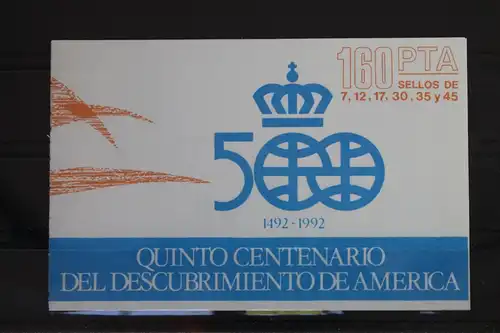 160 PTA
SELLOS DE
7, 12, 17, 30, 35 y 45
500
1492 - 1992
QUINTO CENTENARIO
DEL DESCUBRIMIENTO DE AMERICA